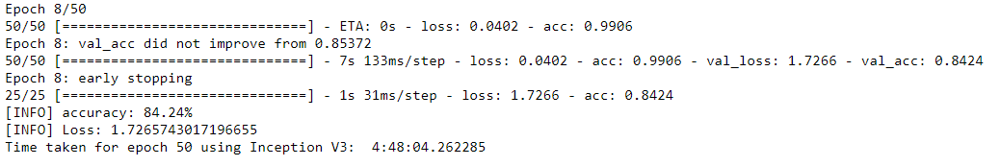 Epoch 8/50
50/50 [==============================] - ETA: 0s - loss: 0.0402 - acc: 0.9906
Epoch 8: val_acc did not improve from 0.85372
50/50 [==============================] - 7s 133ms/step - loss: 0.0402 - acc: 0.9906 - val_loss: 1.7266 - val_acc: 0.8424
Epoch 8: early stopping
25/25 [==============================] - 1s 31ms/step - loss: 1.7266 - acc: 0.8424
[INFO] accuracy: 84.24%
[INFO] Loss: 1.7265743017196655
Time taken for epoch 50 using Inception V3:  4:48:04.262285